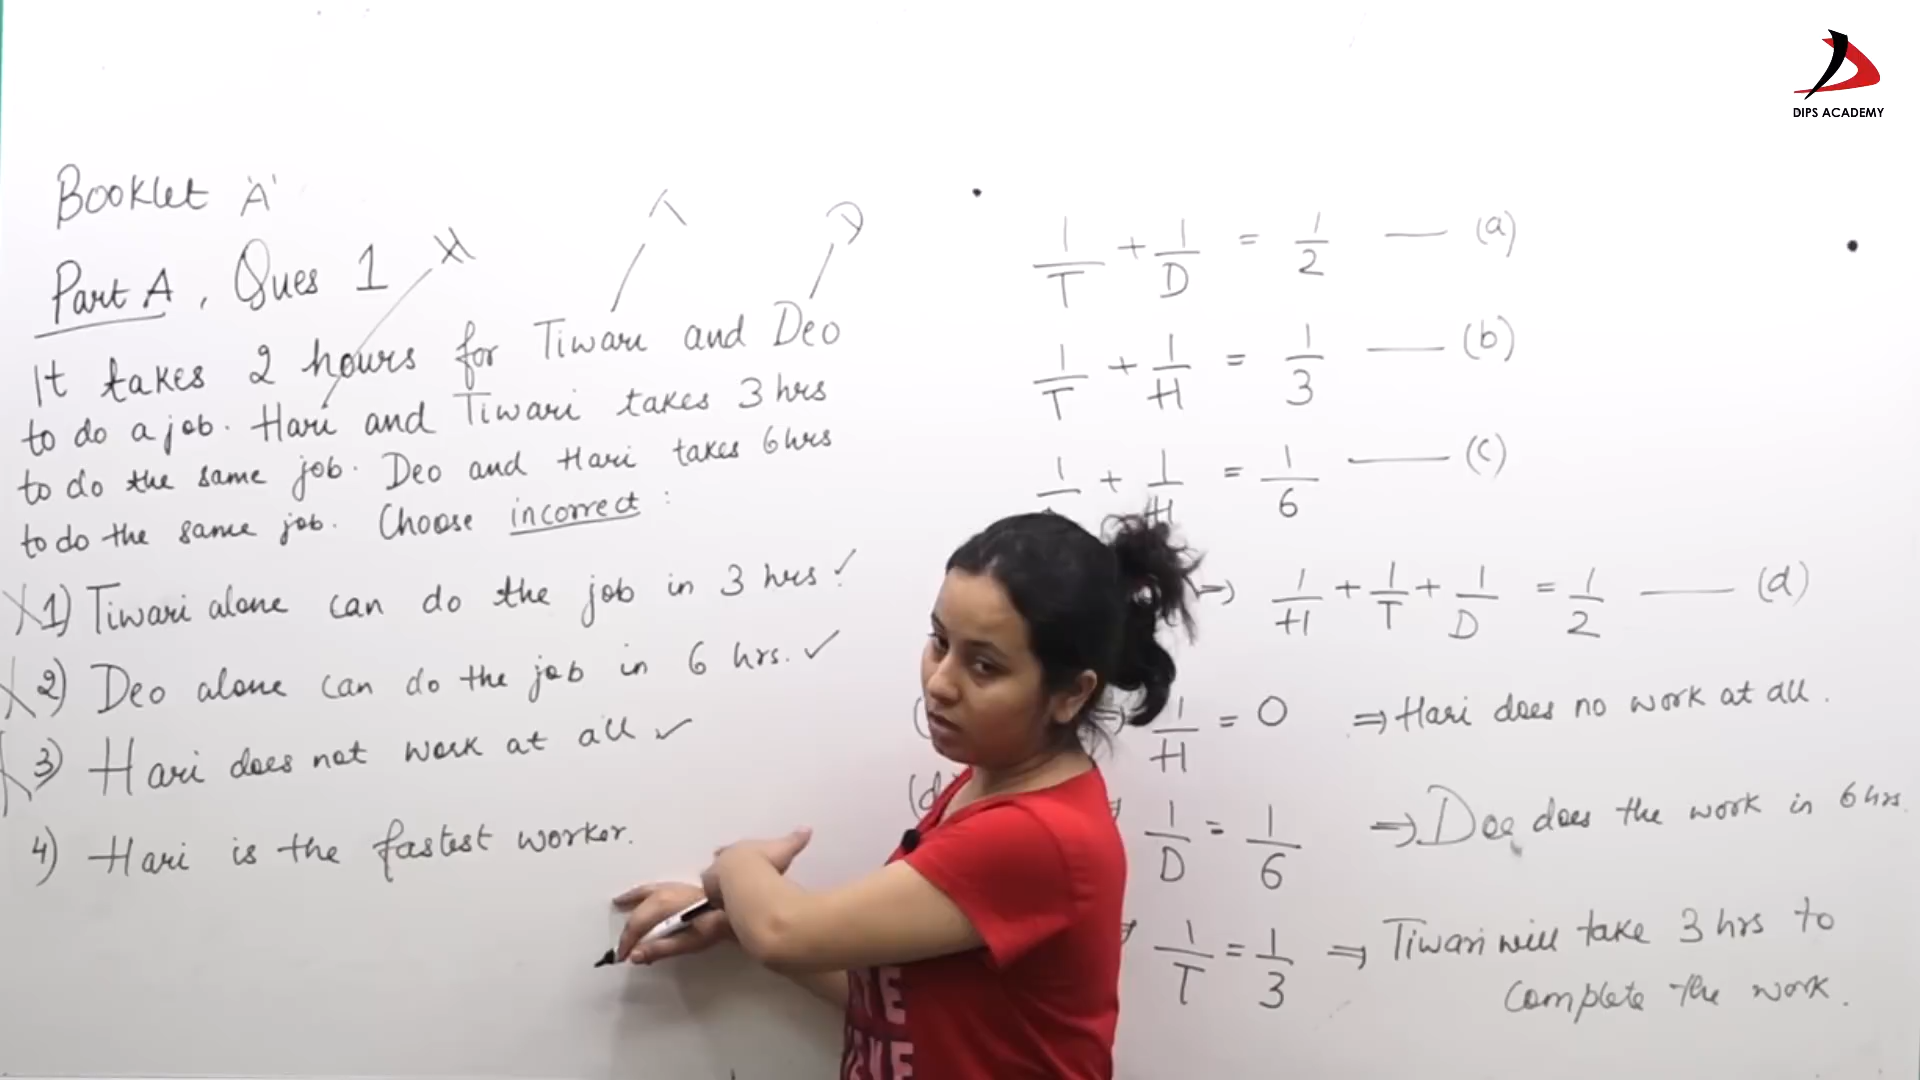 DIPS ACADEMY
Booklet 'A'
Part A, Ques 1
H
T
D
It takes 2 hours for Tiwari and Deo
to do a job. Hari and Tiwari takes 3 hrs
to do the same job. Deo and Hari takes 6 hrs
to do the same job. Choose incorrect :
1) Tiwari alone can do the job in 3 hrs ✓
2) Deo alone can do the job in 6 hrs. ✓
3) Hari does not work at all ✓
4) Hari is the fastest worker.
1/T + 1/D = 1/2 — (a)
1/T + 1/H = 1/3 — (b)
1/ + 1/H = 1/6 — (c)
=> 1/H + 1/T + 1/D = 1/2 — (d)
1/H = 0 => Hari does no work at all.
(d
1/D = 1/6 => Deo does the work in 6 hrs.
1/T = 1/3 => Tiwari will take 3 hrs to
complete the work.